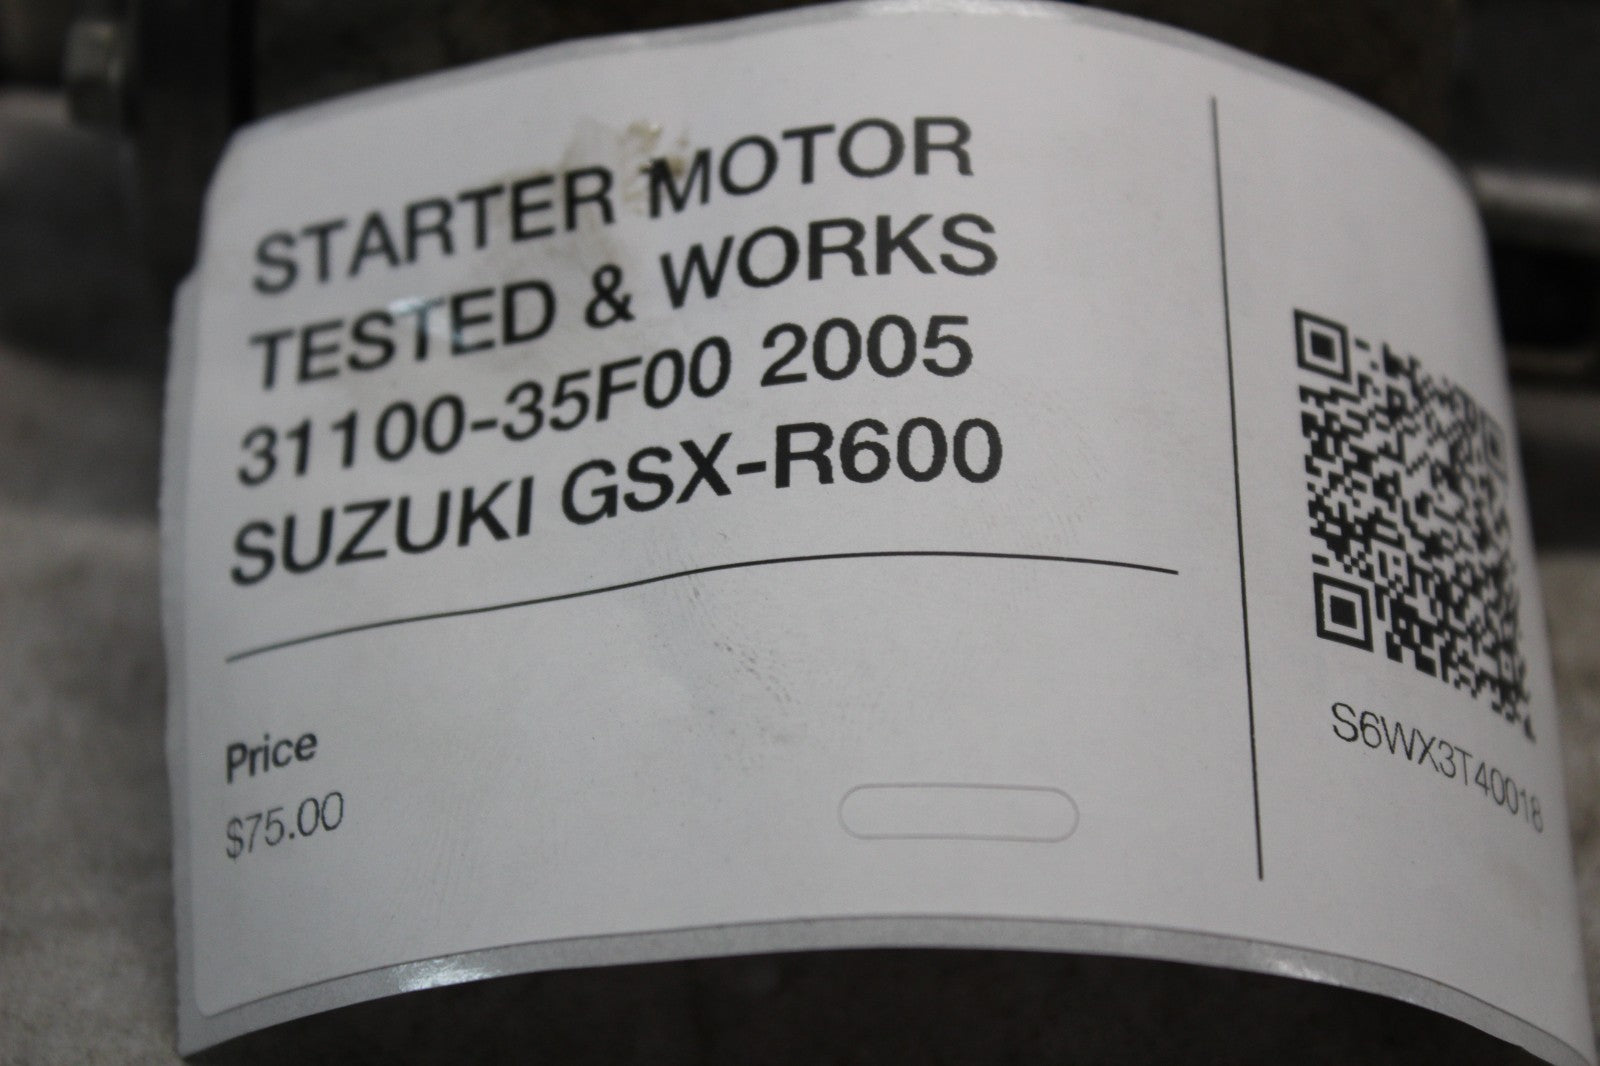 STARTER MOTOR
TESTED & WORKS
31100-35F00 2005
SUZUKI GSX-R600
Price
$75.00
S6WX3T40018